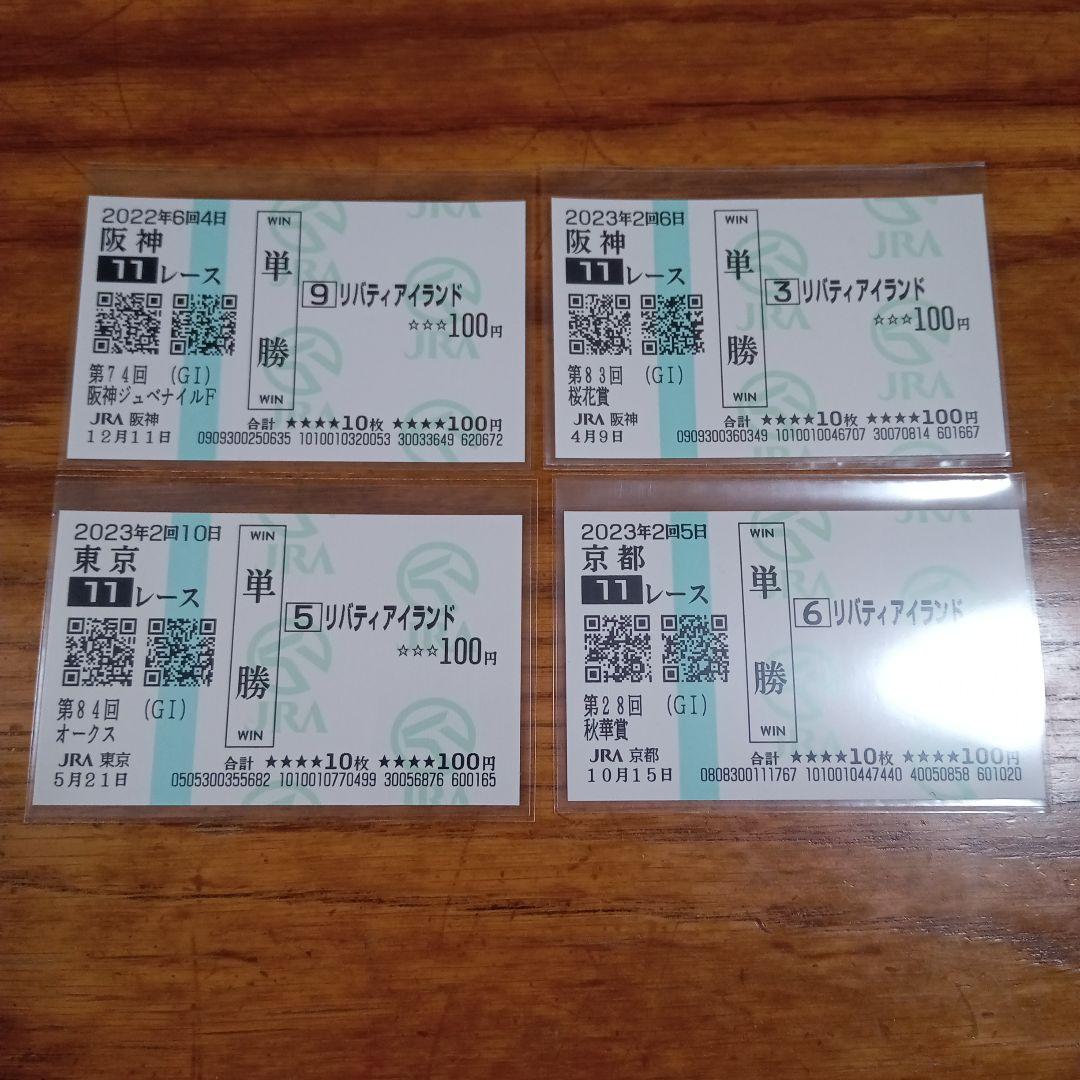 2022年6回4日
阪神
11レース
WIN
単勝
WIN
9 リバティアイランド
☆☆☆100円
第74回 (GI)
阪神ジュベナイルF
JRA 阪神
12月11日
合計 ★★★★10枚 ★★★★100円
0909300250635 1010010320053 30033649 620672
JRA
2023年2回6日
阪神
11レース
WIN
単勝
WIN
3 リバティアイランド
☆☆☆100円
第83回 (GI)
桜花賞
JRA 阪神
4月9日
合計 ★★★★10枚 ★★★★100円
0909300360349 1010010046707 30070814 601667
JRA
2023年2回10日
東京
11レース
WIN
単勝
WIN
5 リバティアイランド
☆☆☆100円
第84回 (GI)
オークス
JRA 東京
5月21日
合計 ★★★★10枚 ★★★★100円
0505300355682 1010010770499 30056876 600165
JRA
2023年2回5日
京都
11レース
WIN
単勝
WIN
6 リバティアイランド
第28回 (GI)
秋華賞
JRA 京都
10月15日
合計 ★★★★10枚 ★★★★100円
0808300111767 1010010447440 40050858 601020
JRA